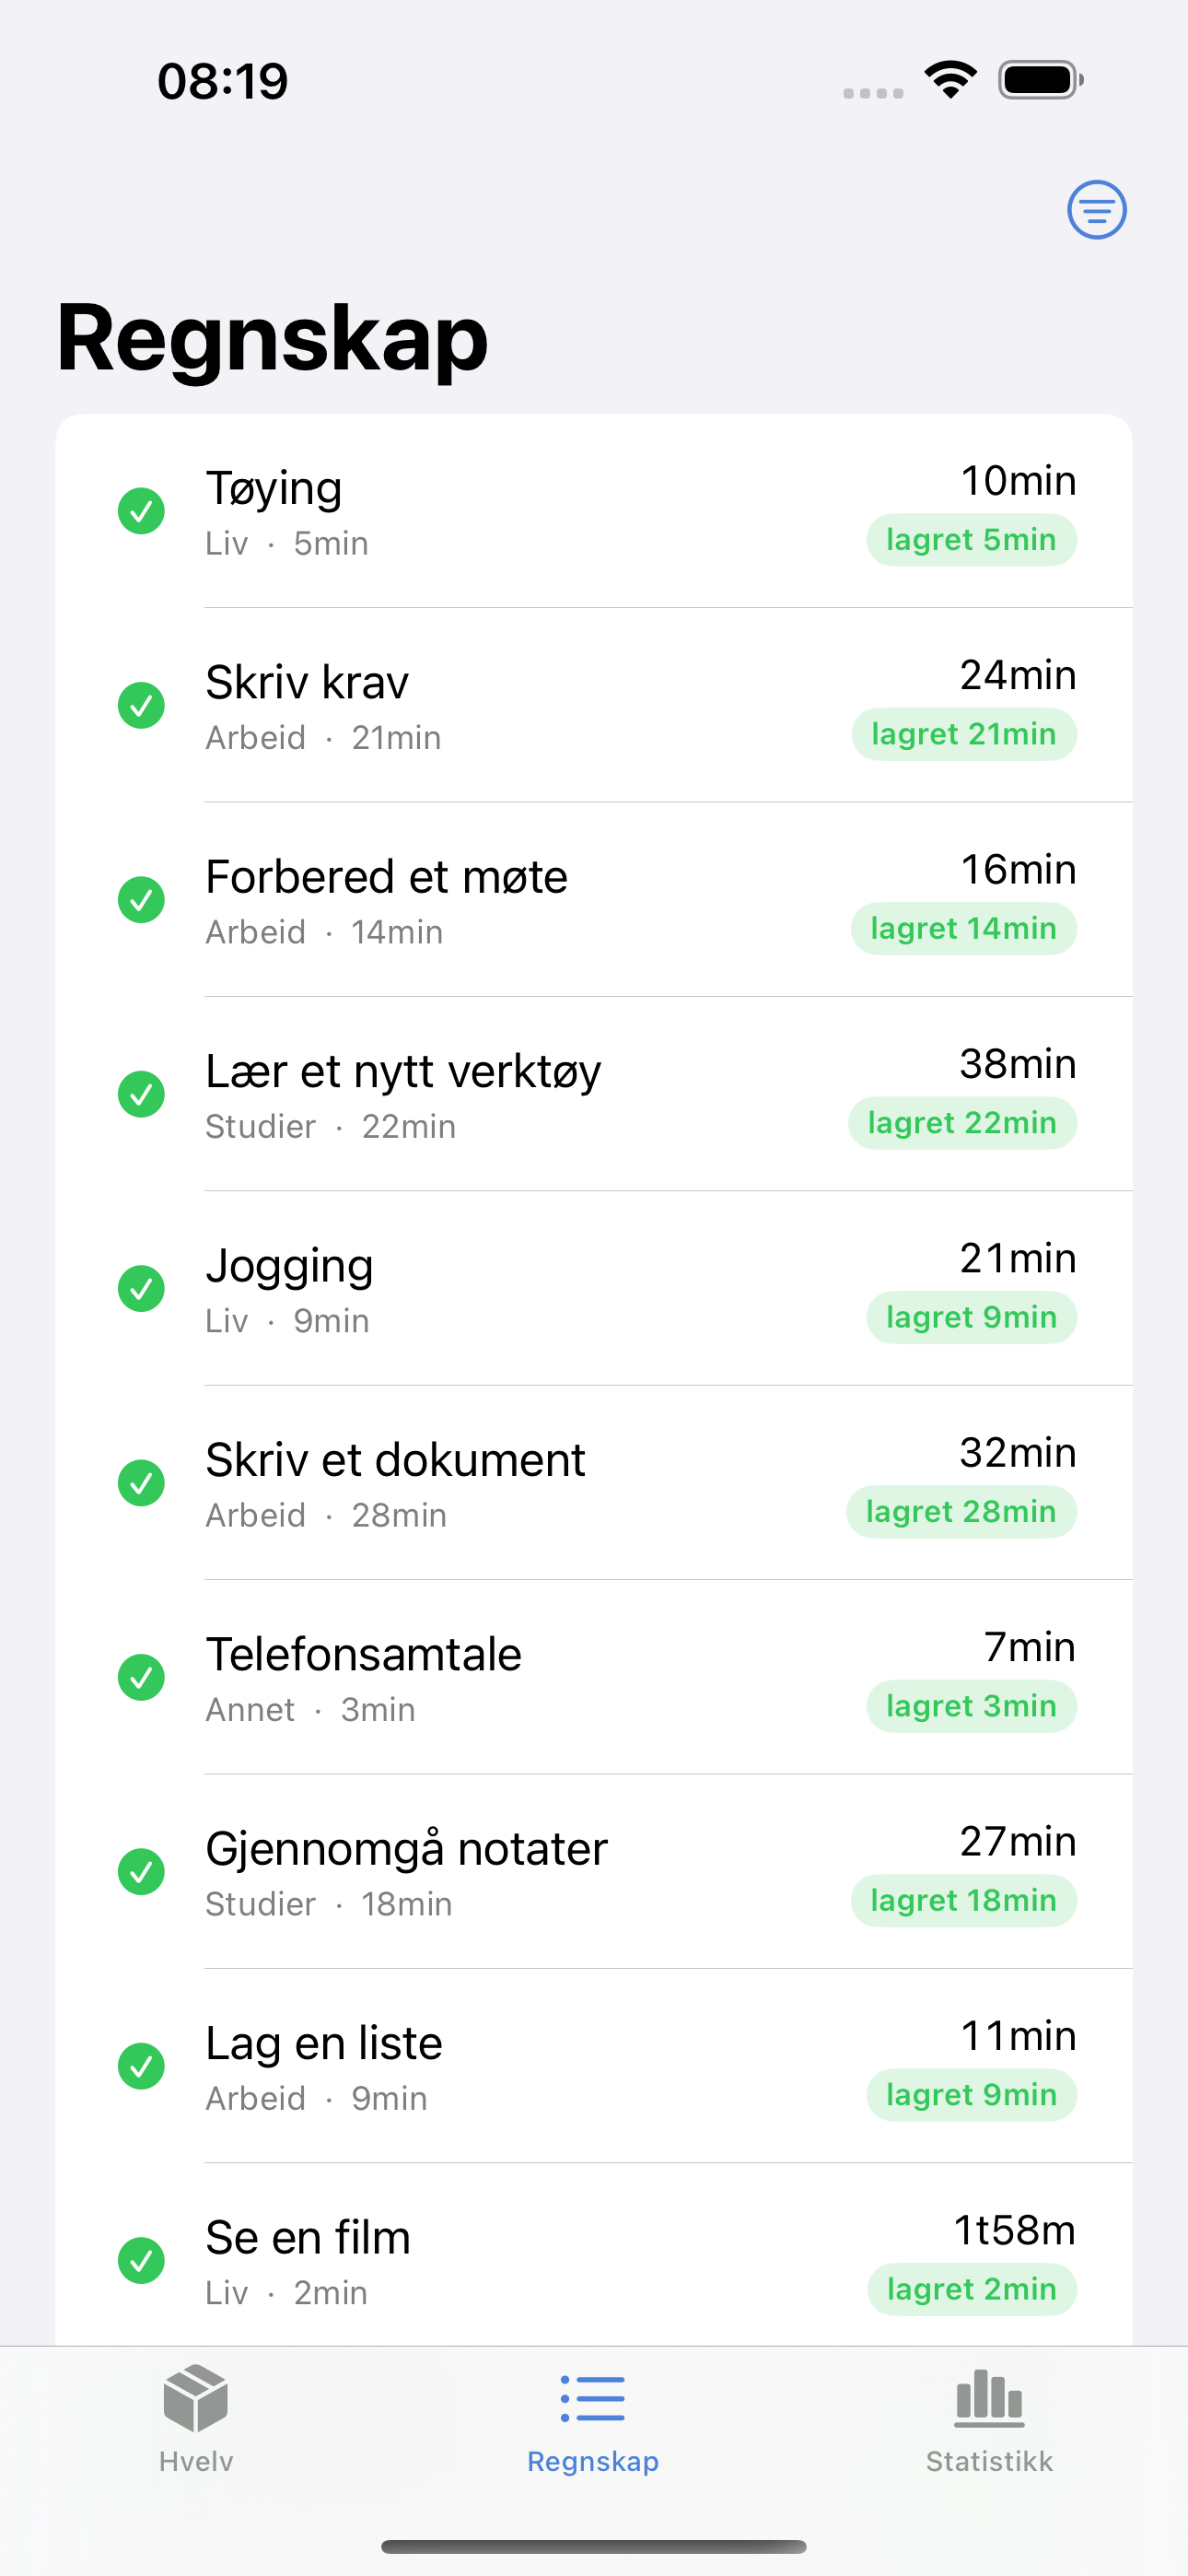 08:19
Regnskap
Tøying
10min
Liv · 5min
lagret 5min
Skriv krav
24min
Arbeid · 21min
lagret 21min
Forbered et møte
16min
Arbeid · 14min
lagret 14min
Lær et nytt verktøy
38min
Studier · 22min
lagret 22min
Jogging
21min
Liv · 9min
lagret 9min
Skriv et dokument
32min
Arbeid · 28min
lagret 28min
Telefonsamtale
7min
Annet · 3min
lagret 3min
Gjennomgå notater
27min
Studier · 18min
lagret 18min
Lag en liste
11min
Arbeid · 9min
lagret 9min
Se en film
1t58m
Liv · 2min
lagret 2min
Hvelv
Regnskap
Statistikk